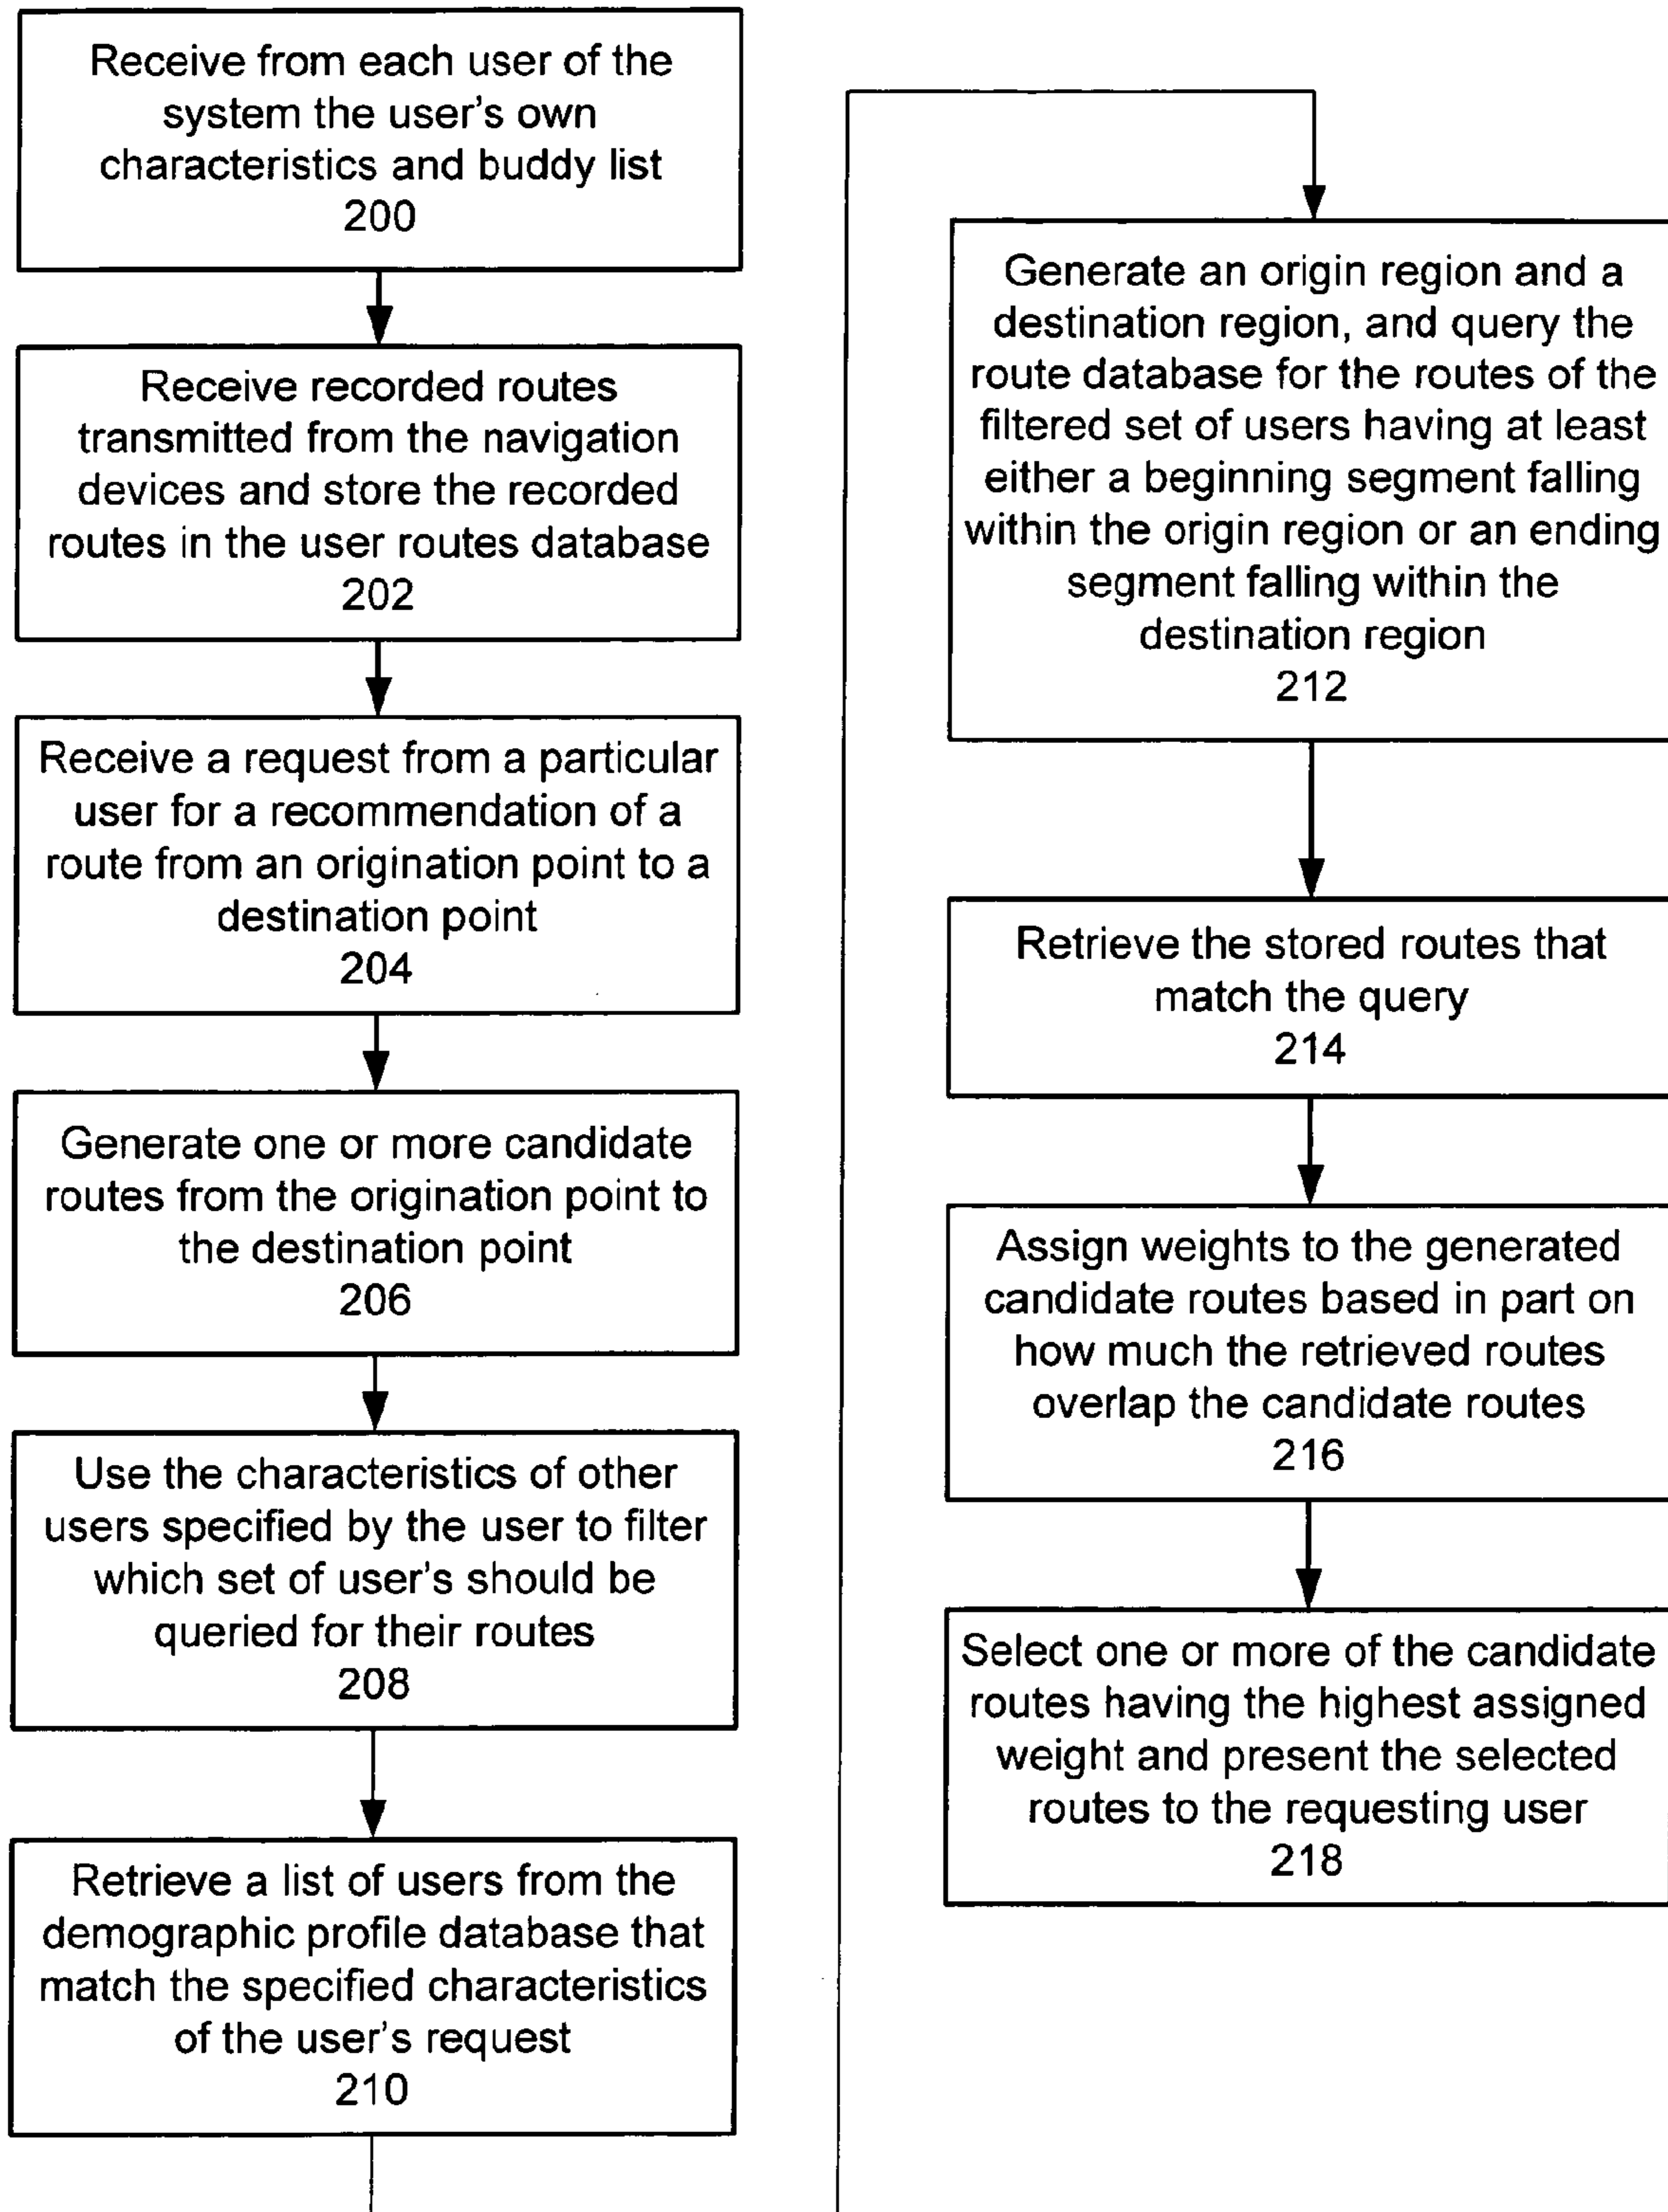 Receive from each user of the
system the user's own
characteristics and buddy list
200
Receive recorded routes
transmitted from the navigation
devices and store the recorded
routes in the user routes database
202
Receive a request from a particular
user for a recommendation of a
route from an origination point to a
destination point
204
Generate one or more candidate
routes from the origination point to
the destination point
206
Use the characteristics of other
users specified by the user to filter
which set of user's should be
queried for their routes
208
Retrieve a list of users from the
demographic profile database that
match the specified characteristics
of the user's request
210
Generate an origin region and a
destination region, and query the
route database for the routes of the
filtered set of users having at least
either a beginning segment falling
within the origin region or an ending
segment falling within the
destination region
212
Retrieve the stored routes that
match the query
214
Assign weights to the generated
candidate routes based in part on
how much the retrieved routes
overlap the candidate routes
216
Select one or more of the candidate
routes having the highest assigned
weight and present the selected
routes to the requesting user
218